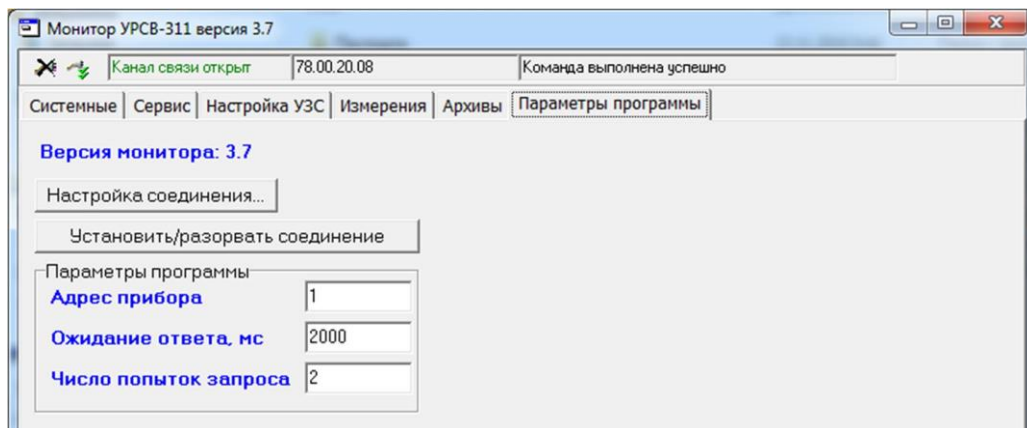 Монитор УРСВ-311 версия 3.7
Канал связи открыт 78.00.20.08 Команда выполнена успешно
Системные Сервис Настройка УЗС Измерения Архивы Параметры программы
Версия монитора: 3.7
Настройка соединения...
Установить/разорвать соединение
Параметры программы
Адрес прибора 1
Ожидание ответа, мс 2000
Число попыток запроса 2